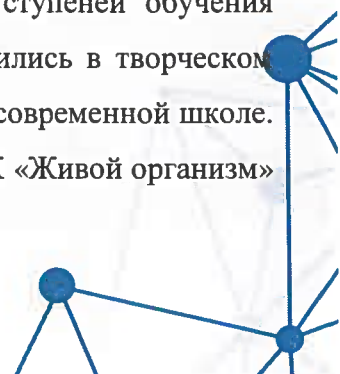 ступеней обучения
ились в творческом
современной школе.
«Живой организм»